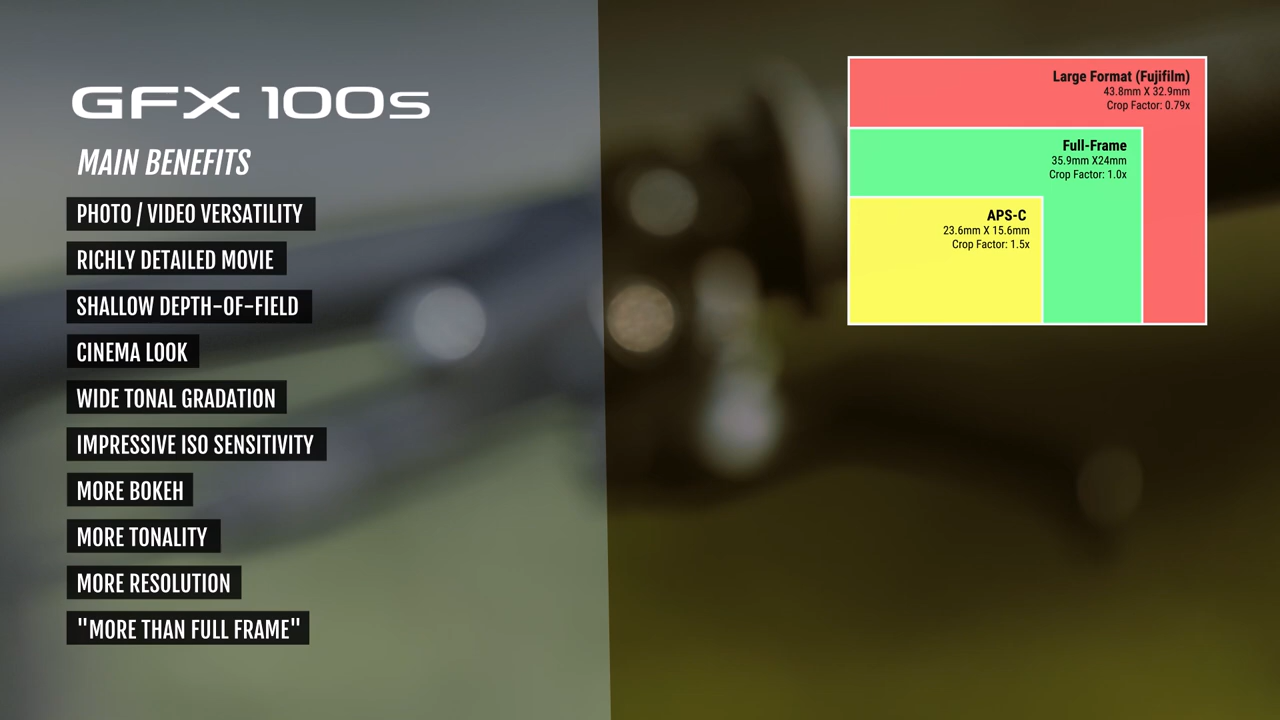 GFX 100s
MAIN BENEFITS
PHOTO / VIDEO VERSATILITY
RICHLY DETAILED MOVIE
SHALLOW DEPTH-OF-FIELD
CINEMA LOOK
WIDE TONAL GRADATION
IMPRESSIVE ISO SENSITIVITY
MORE BOKEH
MORE TONALITY
MORE RESOLUTION
"MORE THAN FULL FRAME"
Large Format (Fujifilm)
43.8mm X 32.9mm
Crop Factor: 0.79x
Full-Frame
35.9mm X24mm
Crop Factor: 1.0x
APS-C
23.6mm X 15.6mm
Crop Factor: 1.5x